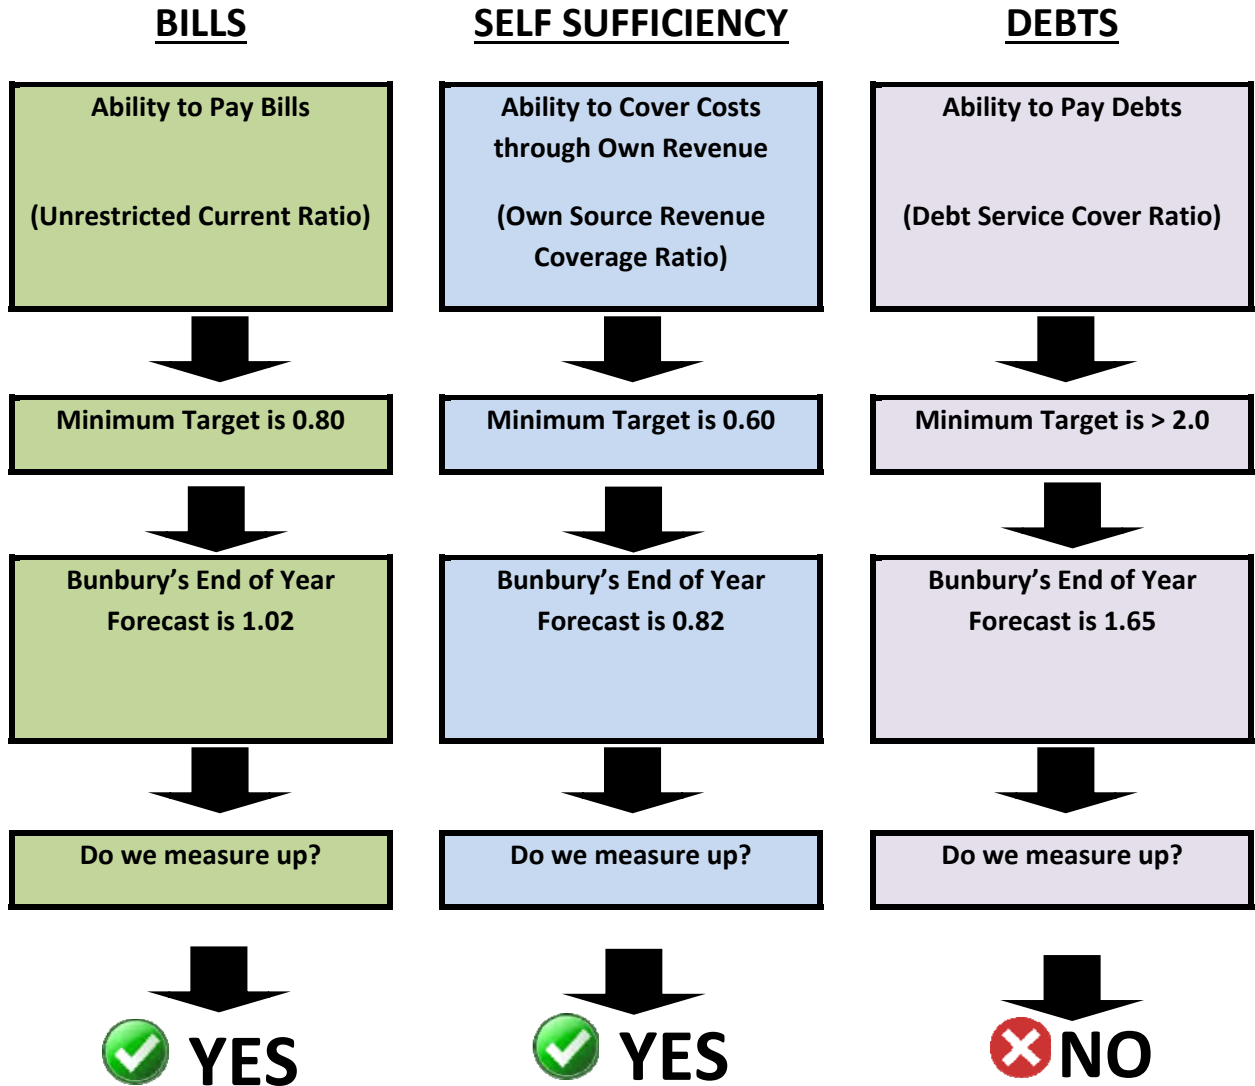 BILLS
Ability to Pay Bills
(Unrestricted Current Ratio)
Minimum Target is 0.80
Bunbury’s End of Year
Forecast is 1.02
Do we measure up?
YES
SELF SUFFICIENCY
Ability to Cover Costs
through Own Revenue
(Own Source Revenue
Coverage Ratio)
Minimum Target is 0.60
Bunbury’s End of Year
Forecast is 0.82
Do we measure up?
YES
DEBTS
Ability to Pay Debts
(Debt Service Cover Ratio)
Minimum Target is > 2.0
Bunbury’s End of Year
Forecast is 1.65
Do we measure up?
NO